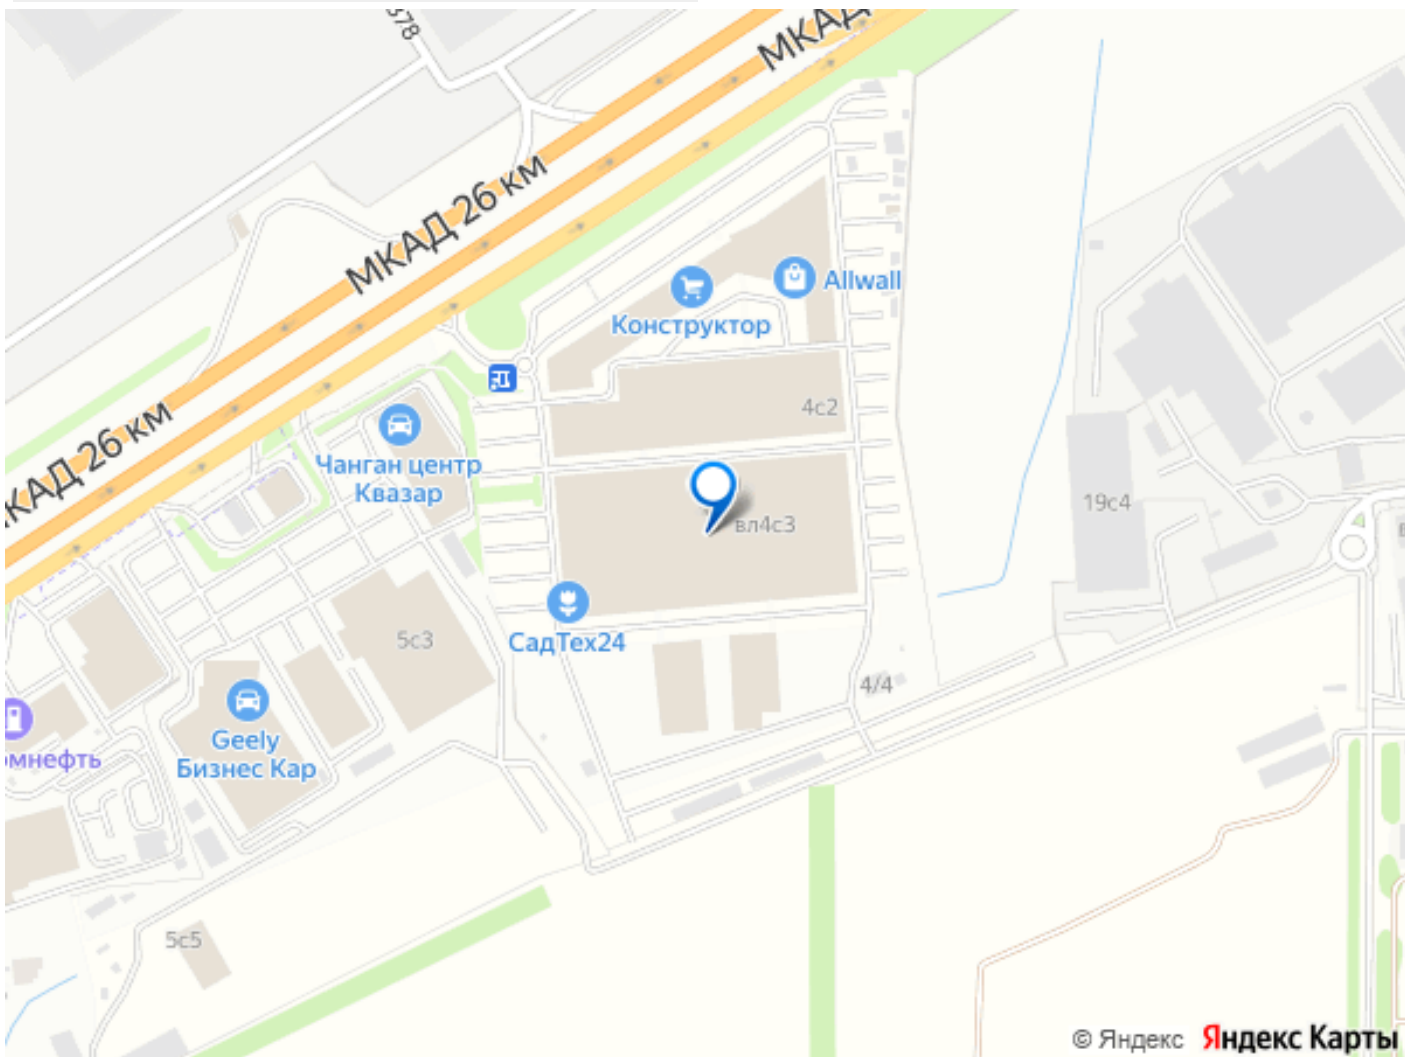 378
МКАД
МКАД 26 км
Allwall
Конструктор
4с2
МКАД 26 км
Чанган центр
Квазар
19с4
вл4с3
5с3
СадТех24
4/4
Geely
Бизнес Кар
мнефть
5с5
© Яндекс Яндекс Карты